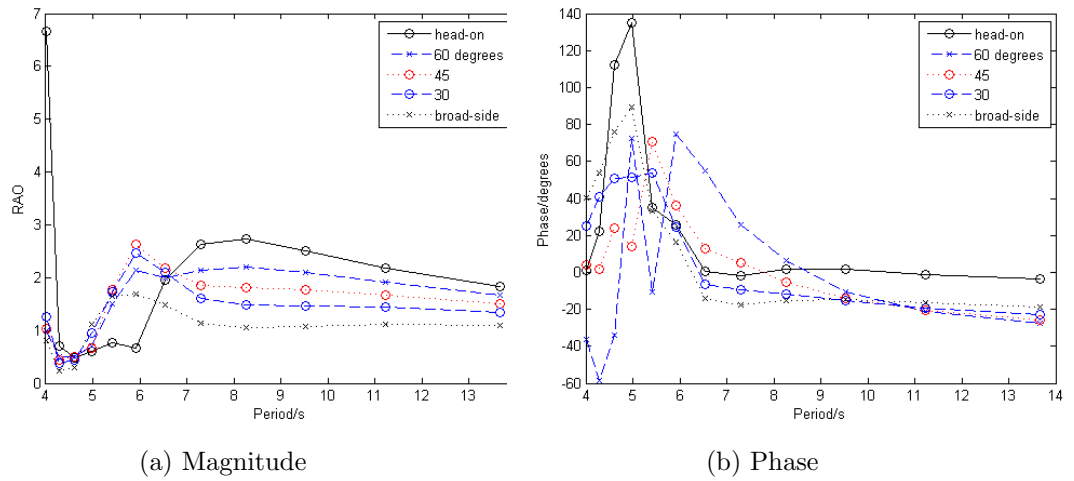 7
6
5
4
3
2
1
0
RAO
4 5 6 7 8 9 10 11 12 13
Period/s
head-on
60 degrees
45
30
broad-side
(a) Magnitude
140
120
100
80
60
40
20
0
-20
-40
-60
Phase/degrees
4 5 6 7 8 9 10 11 12 13 14
Period/s
head-on
60 degrees
45
30
broad-side
(b) Phase